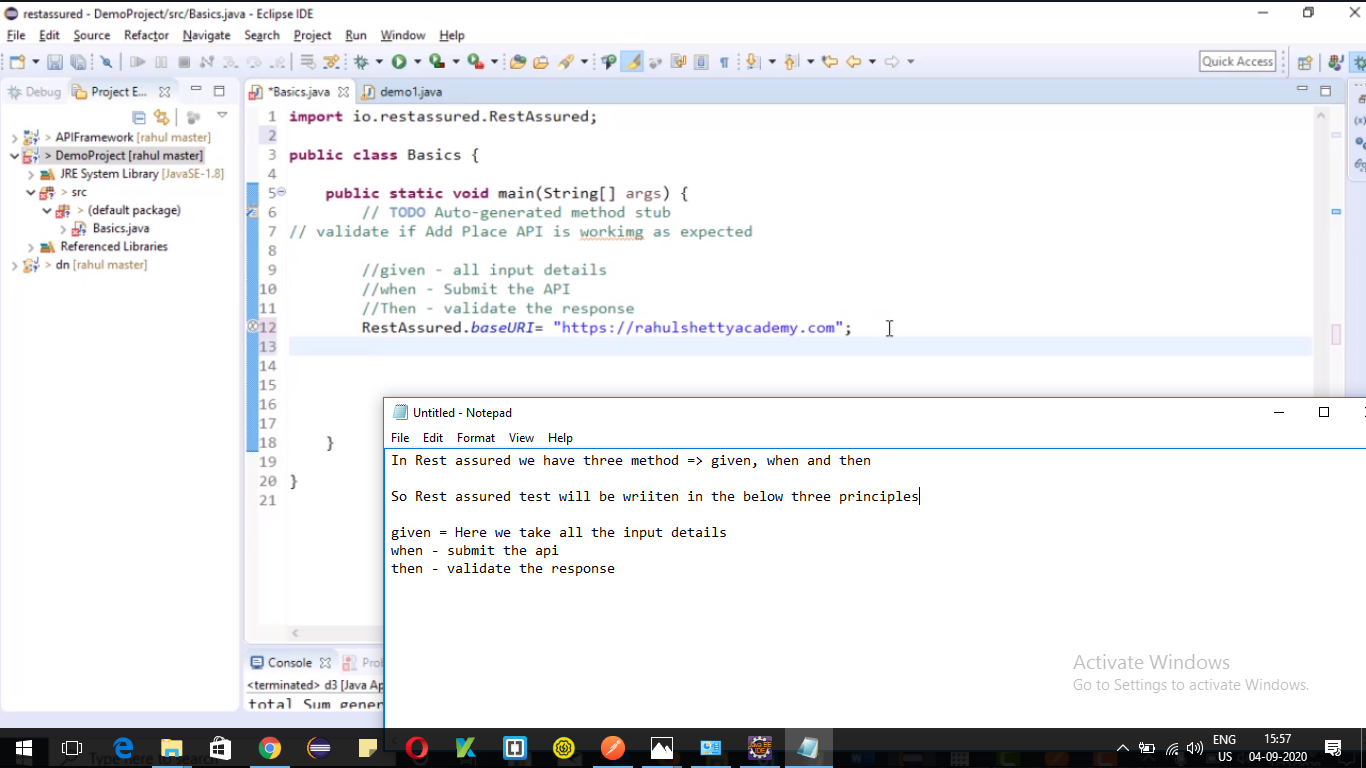 restassured - DemoProject/src/Basics.java - Eclipse IDE
File Edit Source Refactor Navigate Search Project Run Window Help
Quick Access
Debug Project E... *Basics.java demo1.java
> APIFramework [rahul master]
> DemoProject [rahul master]
JRE System Library [JavaSE-1.8]
> src
> (default package)
Basics.java
Referenced Libraries
> dn [rahul master]
1 import io.restassured.RestAssured;
2
3 public class Basics {
4
5 public static void main(String[] args) {
6 // TODO Auto-generated method stub
7 // validate if Add Place API is workimg as expected
8
9 //given - all input details
10 //when - Submit the API
11 //Then - validate the response
12 RestAssured.baseURI= "https://rahulshettyacademy.com";
13
14
15
16
17
18 }
19
20 }
21
Untitled - Notepad
File Edit Format View Help
In Rest assured we have three method => given, when and then
So Rest assured test will be wriiten in the below three principles
given = Here we take all the input details
when - submit the api
then - validate the response
Console
<terminated> d3 [Java Ap
total Sum gener
Activate Windows
Go to Settings to activate Windows.
ENG
US
15:57
04-09-2020